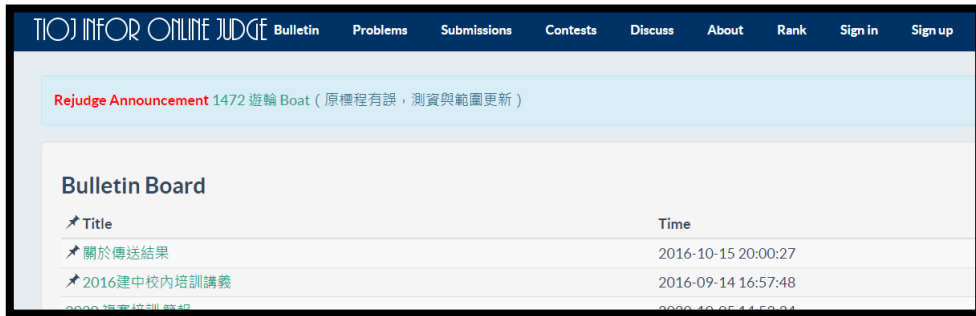 TIOJ INFOR ONLINE JUDGE Bulletin Problems Submissions Contests Discuss About Rank Sign in Sign up
Rejudge Announcement 1472 遊輪 Boat ( 原標程有誤，測資與範圍更新 )
Bulletin Board
Title Time
關於傳送結果 2016-10-15 20:00:27
2016建中校內培訓講義 2016-09-14 16:57:48